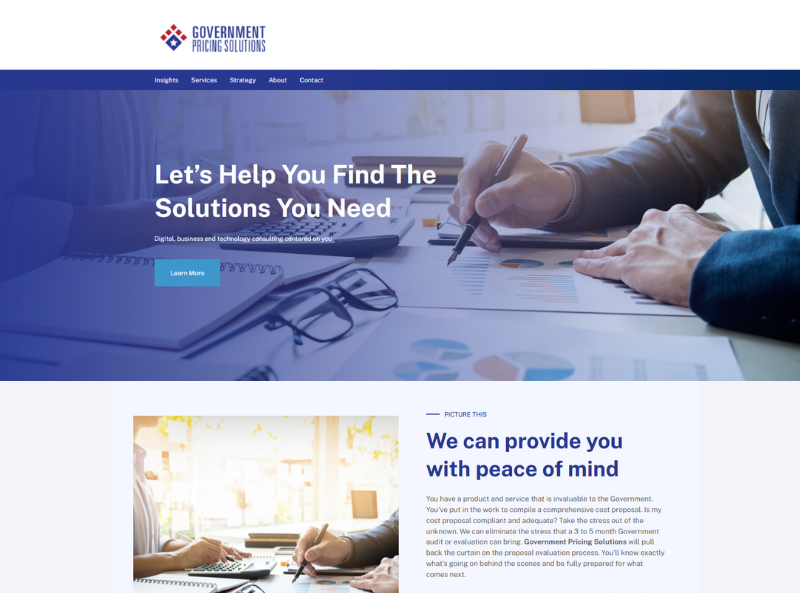 GOVERNMENT
PRICING SOLUTIONS
Insights Services Strategy About Contact
Let's Help You Find The
Solutions You Need
Digital, business and technology consulting centered on you
Learn More
PICTURE THIS
We can provide you
with peace of mind
You have a product and service that is invaluable to the Government.
You've put in the work to compile a comprehensive cost proposal. Is my
cost proposal compliant and adequate? Take the stress out of the
unknown. We can eliminate the stress that a 3 to 5 month Government
audit or evaluation can bring. Government Pricing Solutions will pull
back the curtain on the proposal evaluation process. You'll know exactly
what's going on behind the scenes and be fully prepared for what
comes next.